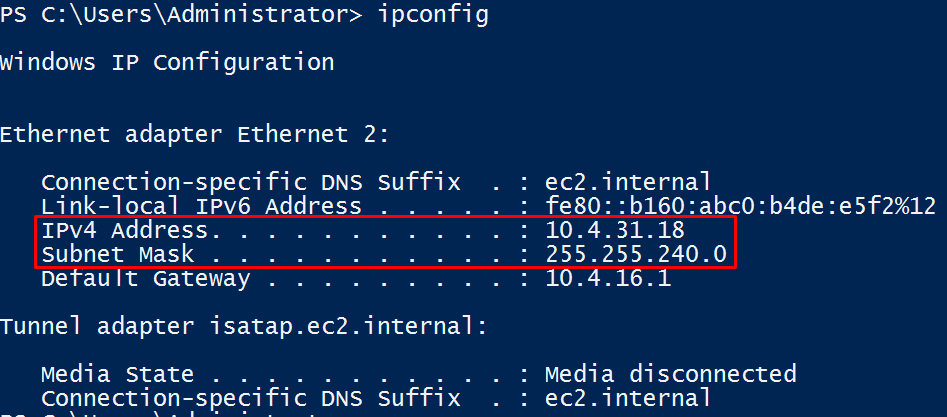 PS C:\Users\Administrator> ipconfig
Windows IP Configuration
Ethernet adapter Ethernet 2:
Connection-specific DNS Suffix  . : ec2.internal
Link-local IPv6 Address . . . . . : fe80::b160:abc0:b4de:e5f2%12
IPv4 Address. . . . . . . . . . . : 10.4.31.18
Subnet Mask . . . . . . . . . . . : 255.255.240.0
Default Gateway . . . . . . . . . : 10.4.16.1
Tunnel adapter isatap.ec2.internal:
Media State . . . . . . . . . . . : Media disconnected
Connection-specific DNS Suffix  . : ec2.internal